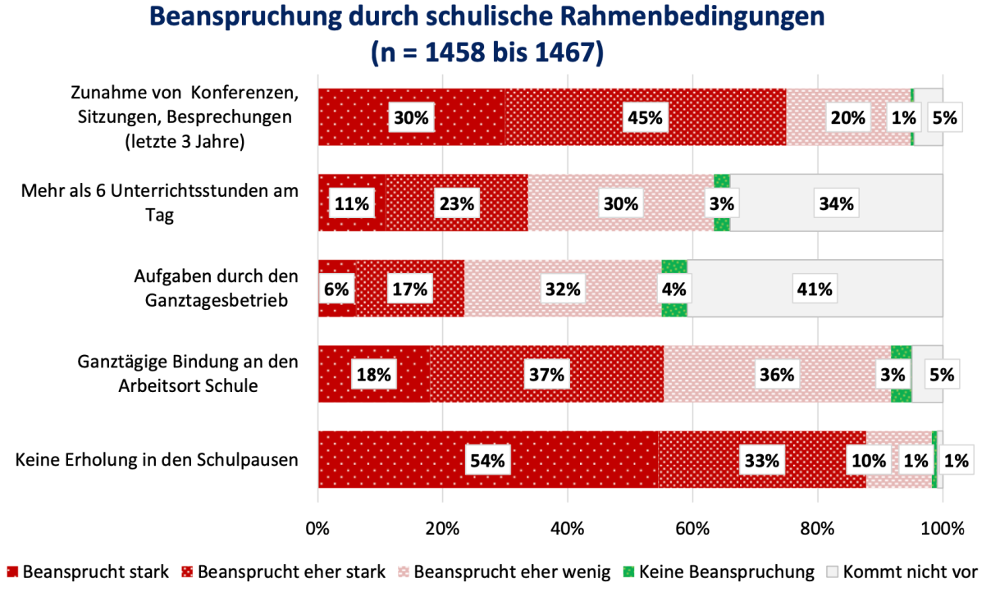 Beanspruchung durch schulische Rahmenbedingungen
(n = 1458 bis 1467)
Zunahme von Konferenzen,
Sitzungen, Besprechungen
(letzte 3 Jahre)
30% 45% 20% 1% 5%
Mehr als 6 Unterrichtsstunden am
Tag
11% 23% 30% 3% 34%
Aufgaben durch den
Ganztagesbetrieb
6% 17% 32% 4% 41%
Ganztägige Bindung an den
Arbeitsort Schule
18% 37% 36% 3% 5%
Keine Erholung in den Schulpausen
54% 33% 10% 1% 1%
0% 20% 40% 60% 80% 100%
Beansprucht stark Beansprucht eher stark Beansprucht eher wenig Keine Beanspruchung Kommt nicht vor